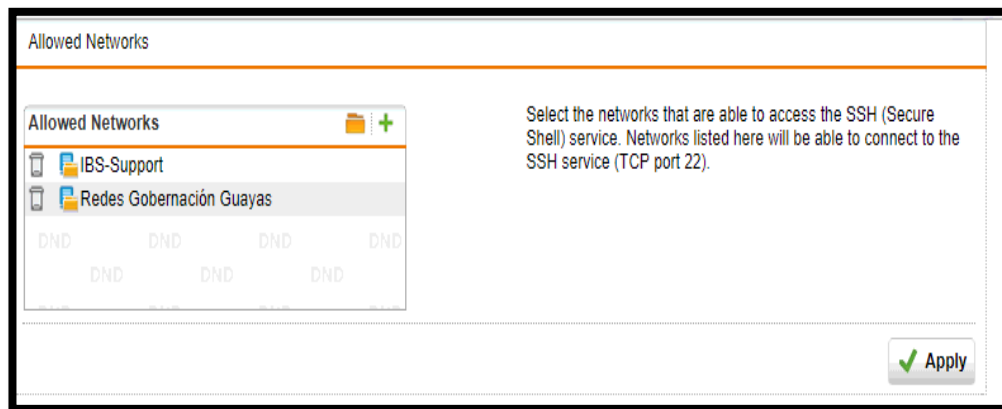 Allowed Networks
Allowed Networks
IBS-Support
Redes Gobernación Guayas
DND DND DND DND
DND DND DND
Select the networks that are able to access the SSH (Secure
Shell) service. Networks listed here will be able to connect to the
SSH service (TCP port 22).
Apply